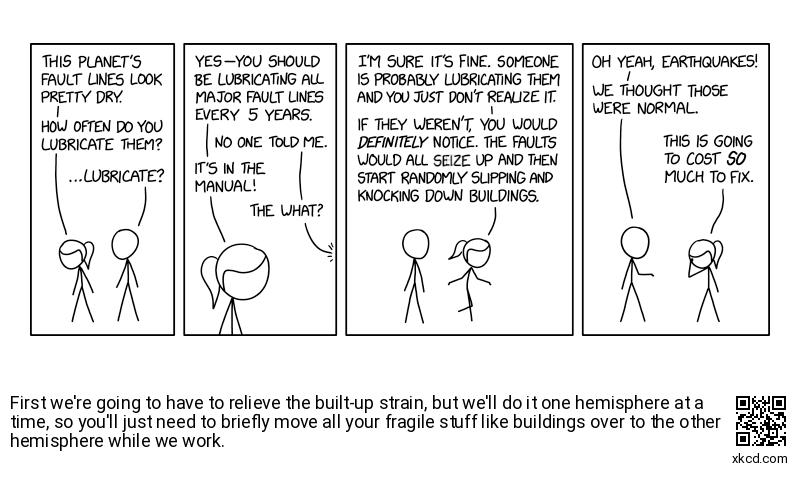 THIS PLANET'S
FAULT LINES LOOK
PRETTY DRY.
HOW OFTEN DO YOU
LUBRICATE THEM?
...LUBRICATE?
YES—YOU SHOULD
BE LUBRICATING ALL
MAJOR FAULT LINES
EVERY 5 YEARS.
NO ONE TOLD ME.
IT'S IN THE
MANUAL!
THE WHAT?
I'M SURE IT'S FINE. SOMEONE
IS PROBABLY LUBRICATING THEM
AND YOU JUST DON'T REALIZE IT.
IF THEY WEREN'T, YOU WOULD
DEFINITELY NOTICE. THE FAULTS
WOULD ALL SEIZE UP AND THEN
START RANDOMLY SLIPPING AND
KNOCKING DOWN BUILDINGS.
OH YEAH, EARTHQUAKES!
WE THOUGHT THOSE
WERE NORMAL.
THIS IS GOING
TO COST SO
MUCH TO FIX.
First we're going to have to relieve the built-up strain, but we'll do it one hemisphere at a
time, so you'll just need to briefly move all your fragile stuff like buildings over to the other
hemisphere while we work.
xkcd.com